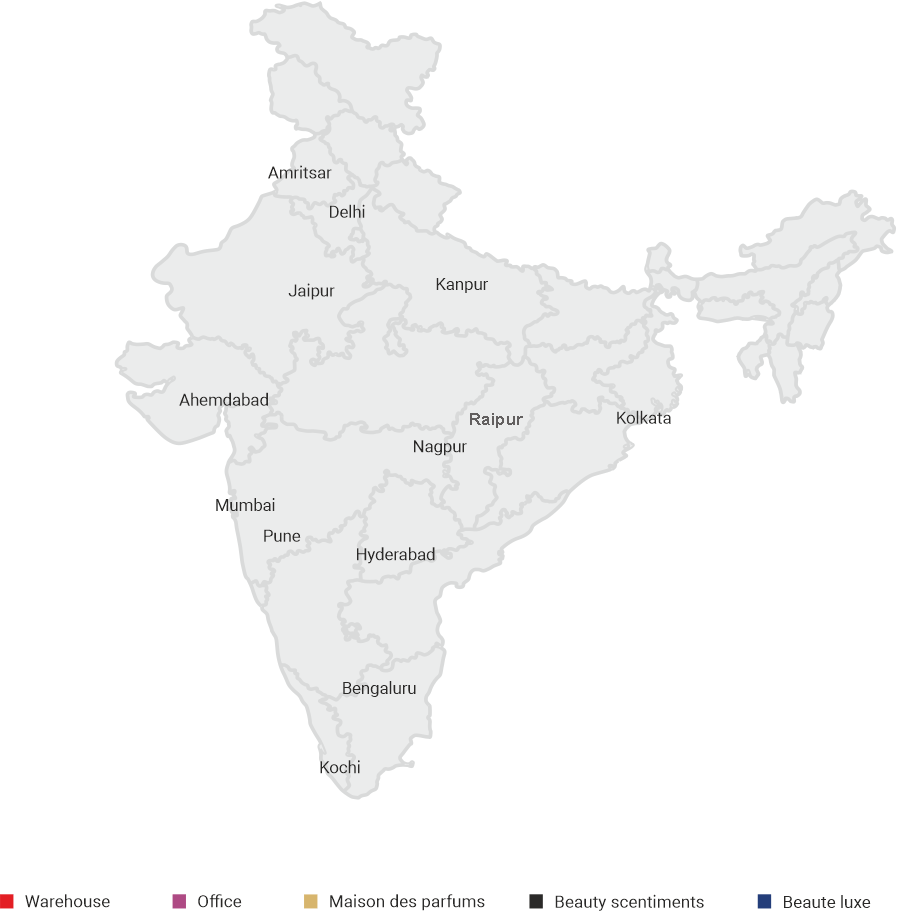 Amritsar
Delhi
Kanpur
Jaipur
Ahemdabad
Raipur
Kolkata
Nagpur
Mumbai
Pune
Hyderabad
Bengaluru
Kochi
Warehouse Office Maison des parfums Beauty scentiments Beaute luxe